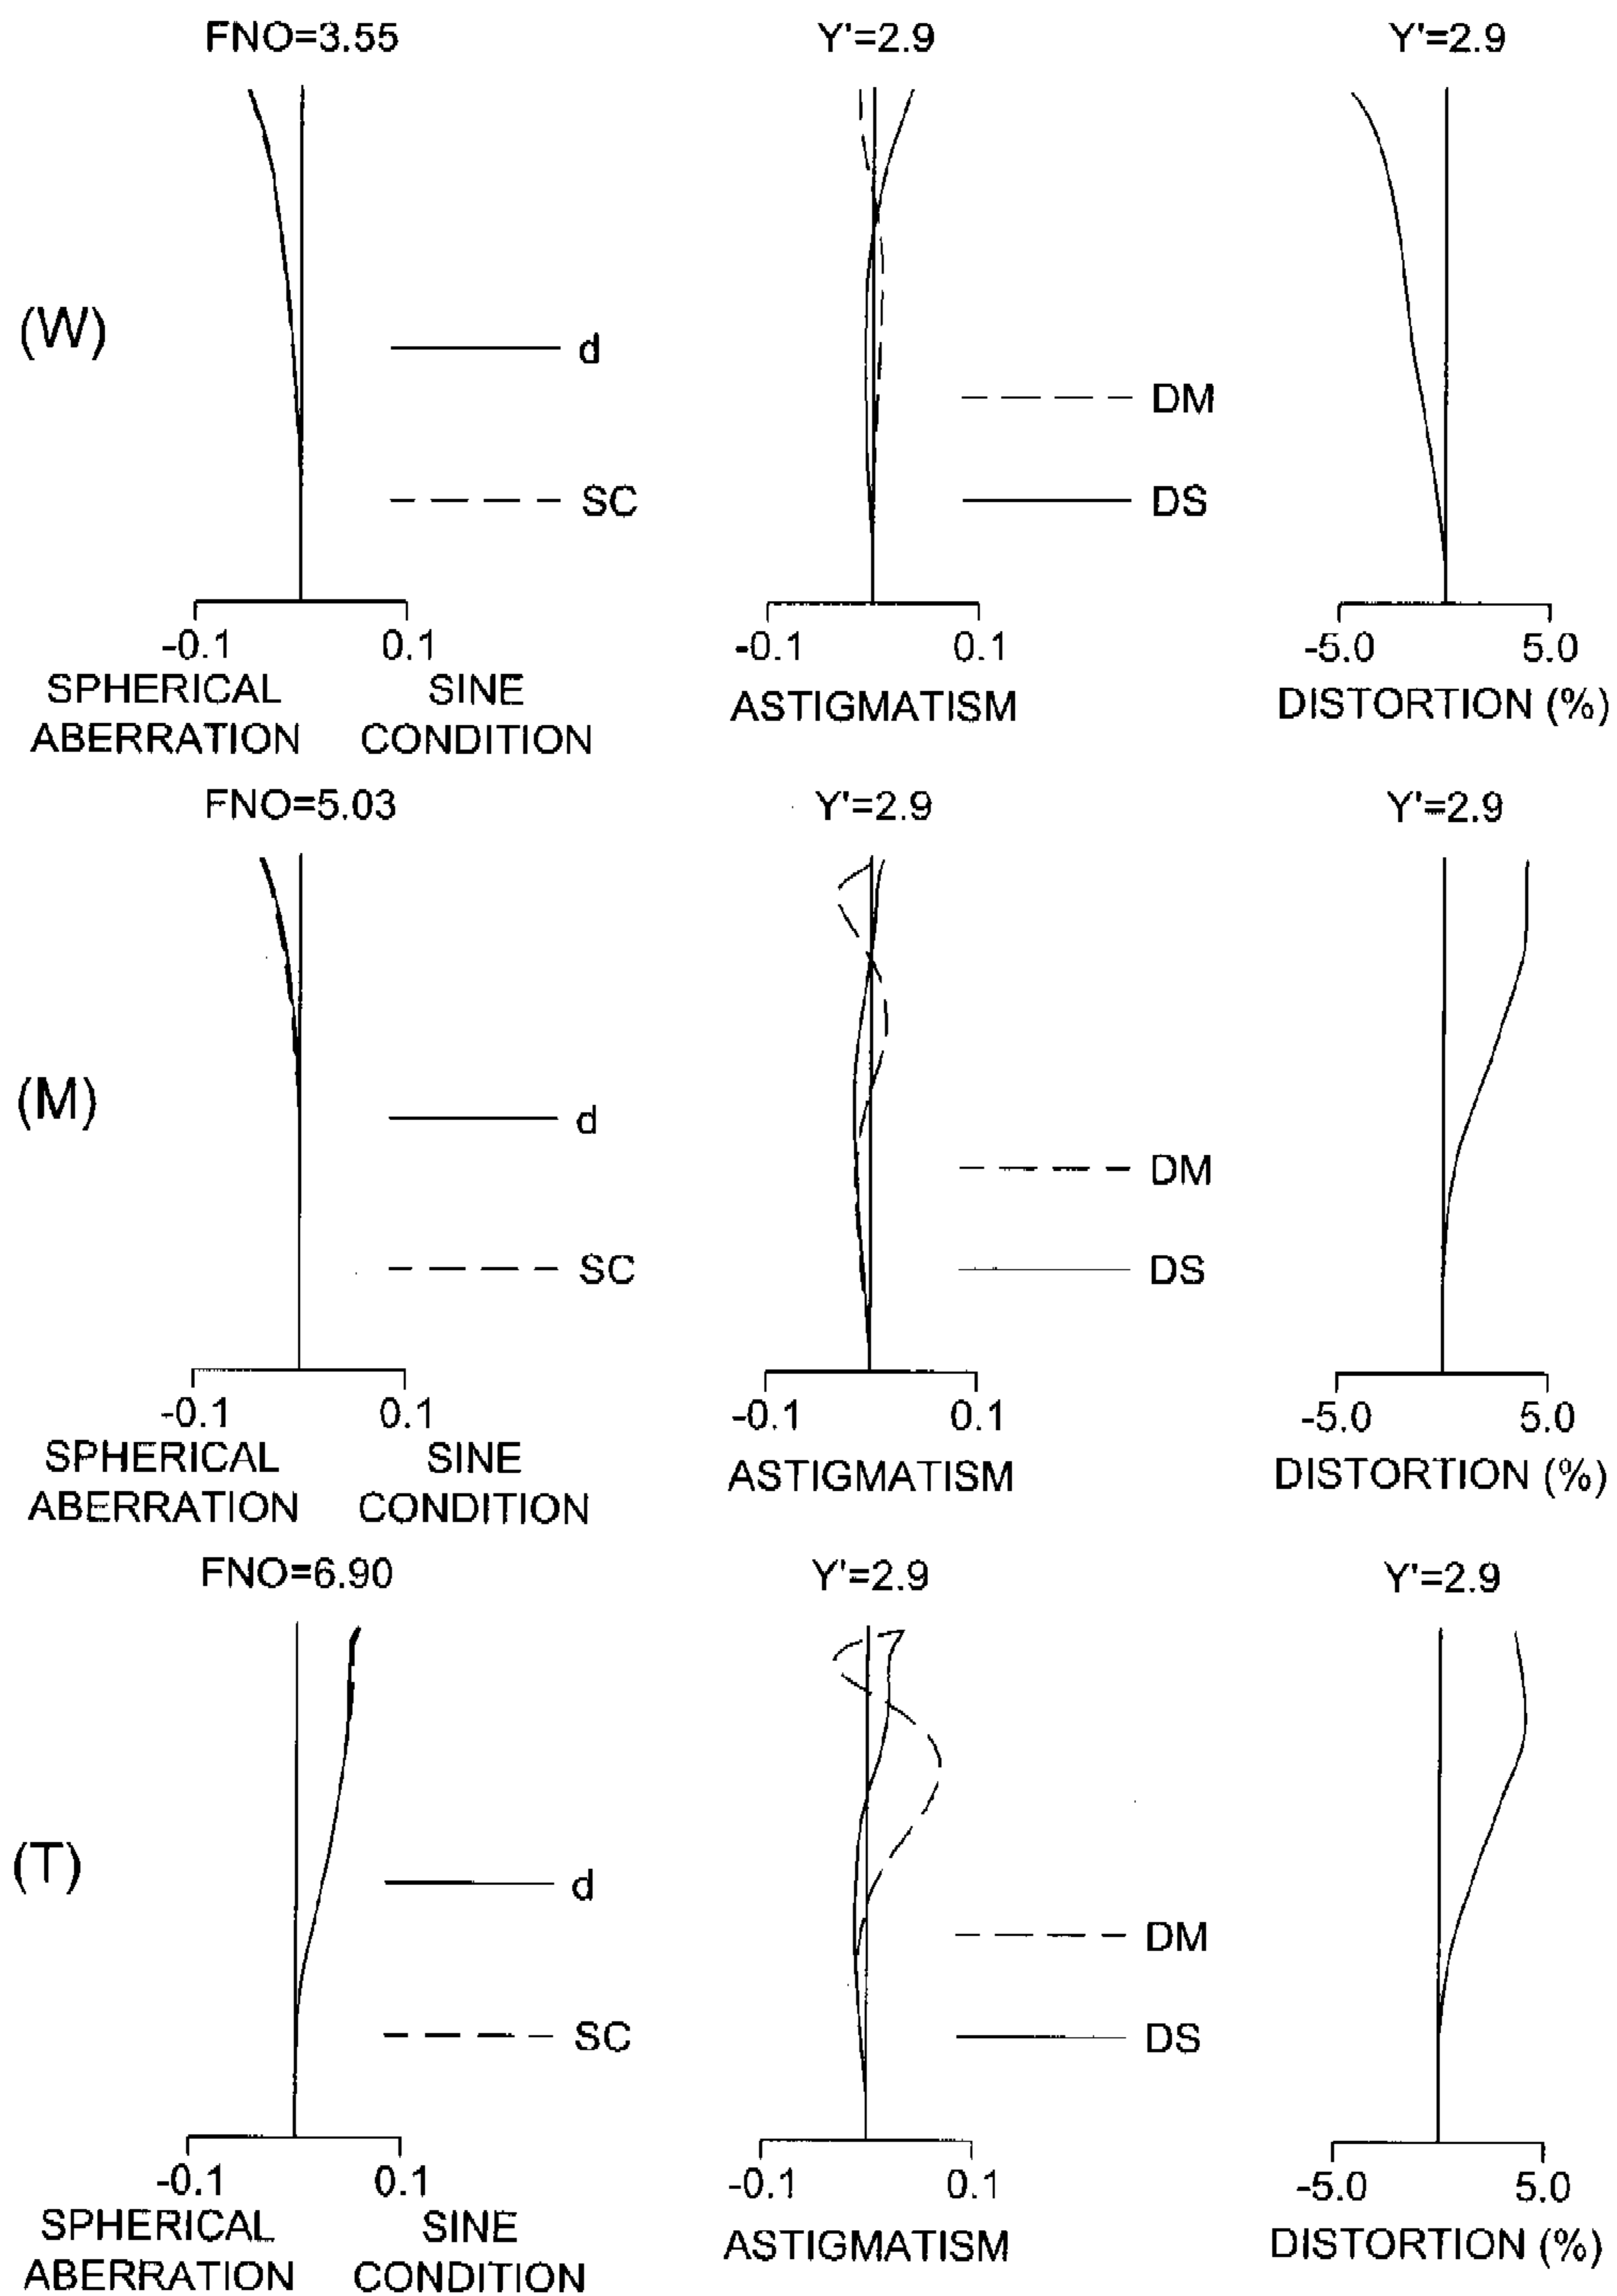 FNO=3.55
Y'=2.9
Y'=2.9
(W)
d
SC
DM
DS
-0.1
0.1
SPHERICAL
ABERRATION
SINE
CONDITION
-0.1
0.1
ASTIGMATISM
-5.0
5.0
DISTORTION (%)
FNO=5.03
Y'=2.9
Y'=2.9
(M)
d
SC
DM
DS
-0.1
0.1
SPHERICAL
ABERRATION
SINE
CONDITION
-0.1
0.1
ASTIGMATISM
-5.0
5.0
DISTORTION (%)
FNO=6.90
Y'=2.9
Y'=2.9
(T)
d
SC
DM
DS
-0.1
0.1
SPHERICAL
ABERRATION
SINE
CONDITION
-0.1
0.1
ASTIGMATISM
-5.0
5.0
DISTORTION (%)